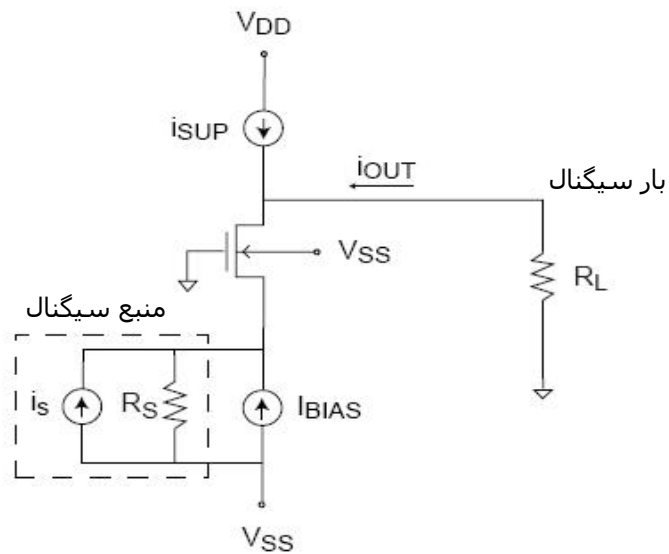 VDD
iSUP
iOUT
بار سیگنال
VSS
RL
منبع سیگنال
is
RS
IBIAS
VSS